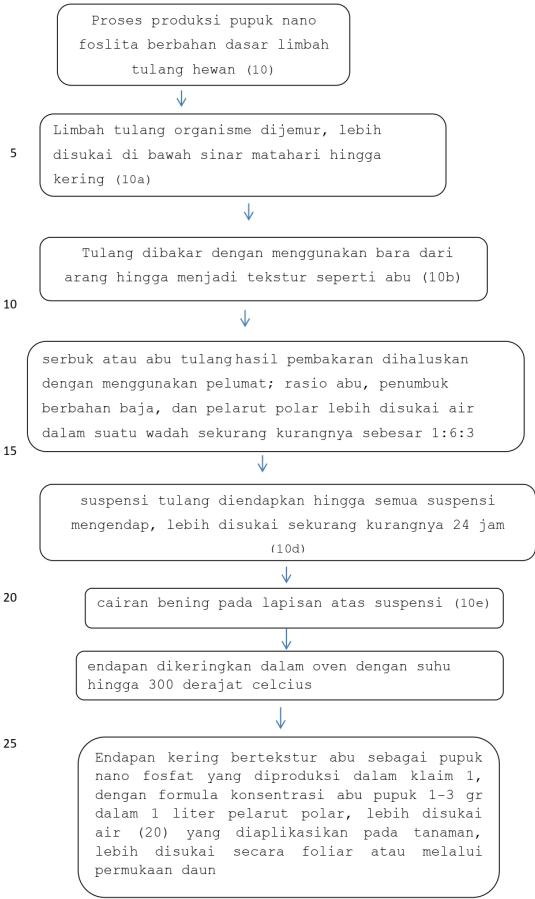 Proses produksi pupuk nano
foslita berbahan dasar limbah
tulang hewan (10)
5
Limbah tulang organisme dijemur, lebih
disukai di bawah sinar matahari hingga
kering (10a)
Tulang dibakar dengan menggunakan bara dari
arang hingga menjadi tekstur seperti abu (10b)
10
serbuk atau abu tulang hasil pembakaran dihaluskan
dengan menggunakan pelumat; rasio abu, penumbuk
berbahan baja, dan pelarut polar lebih disukai air
dalam suatu wadah sekurang kurangnya sebesar 1:6:3
15
suspensi tulang diendapkan hingga semua suspensi
mengendap, lebih disukai sekurang kurangnya 24 jam
(10d)
20
cairan bening pada lapisan atas suspensi (10e)
endapan dikeringkan dalam oven dengan suhu
hingga 300 derajat celcius
25
Endapan kering bertekstur abu sebagai pupuk
nano fosfat yang diproduksi dalam klaim 1,
dengan formula konsentrasi abu pupuk 1-3 gr
dalam 1 liter pelarut polar, lebih disukai
air (20) yang diaplikasikan pada tanaman,
lebih disukai secara foliar atau melalui
permukaan daun